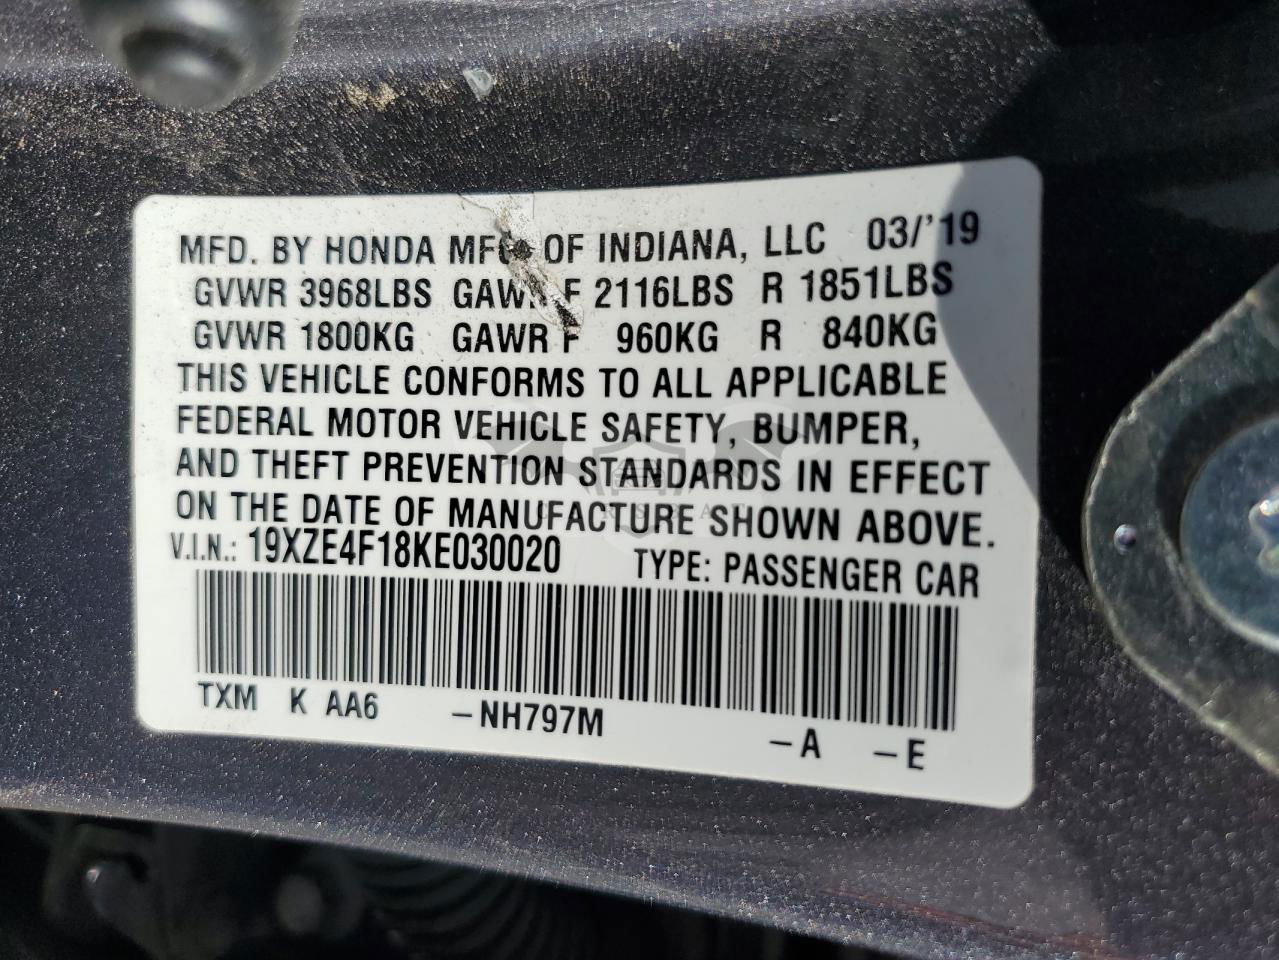 MFD. BY HONDA MFG. OF INDIANA, LLC 03/'19
GVWR 3968LBS GAWR F 2116LBS R 1851LBS
GVWR 1800KG GAWR F 960KG R 840KG
THIS VEHICLE CONFORMS TO ALL APPLICABLE
FEDERAL MOTOR VEHICLE SAFETY, BUMPER,
AND THEFT PREVENTION STANDARDS IN EFFECT
ON THE DATE OF MANUFACTURE SHOWN ABOVE.
V.I.N.: 19XZE4F18KE030020 TYPE: PASSENGER CAR
TXM K AA6 –NH797M –A –E